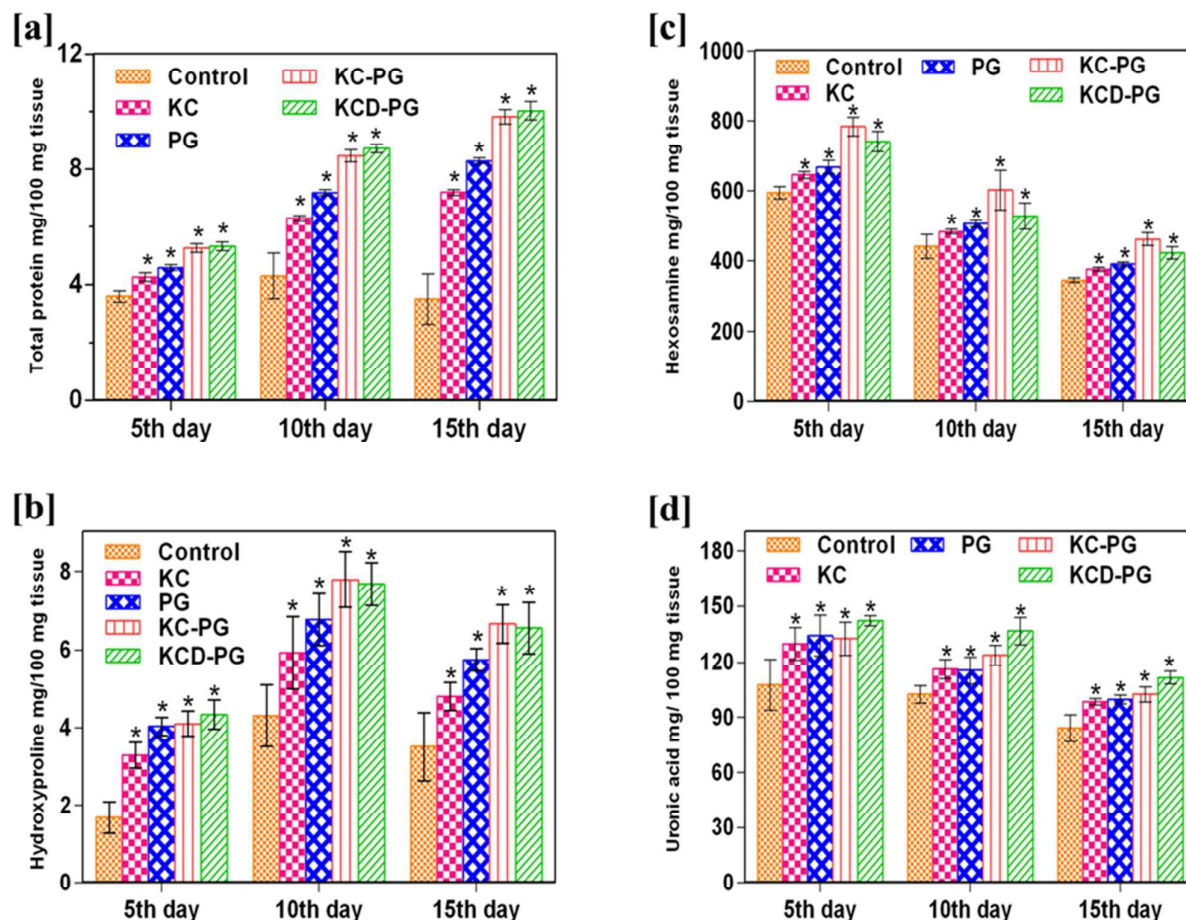 [a]
Total protein mg/100 mg tissue
12
8
4
0
Control
KC
PG
KC-PG
KCD-PG
* * * *
* * * *
* * * *
5th day 10th day 15th day
[c]
Hexosamine mg/100 mg tissue
1000
800
600
400
200
0
Control PG KC-PG
KC KCD-PG
* * * *
* * * *
* * * *
5th day 10th day 15th day
[b]
Hydroxyproline mg/100 mg tissue
8
6
4
2
0
Control
KC
PG
KC-PG
KCD-PG
* * * *
* * * *
* * * *
5th day 10th day 15th day
[d]
Uronic acid mg/ 100 mg tissue
180
150
120
90
60
30
0
Control PG KC-PG
KC KCD-PG
* * * *
* * * *
* * * *
5th day 10th day 15th day